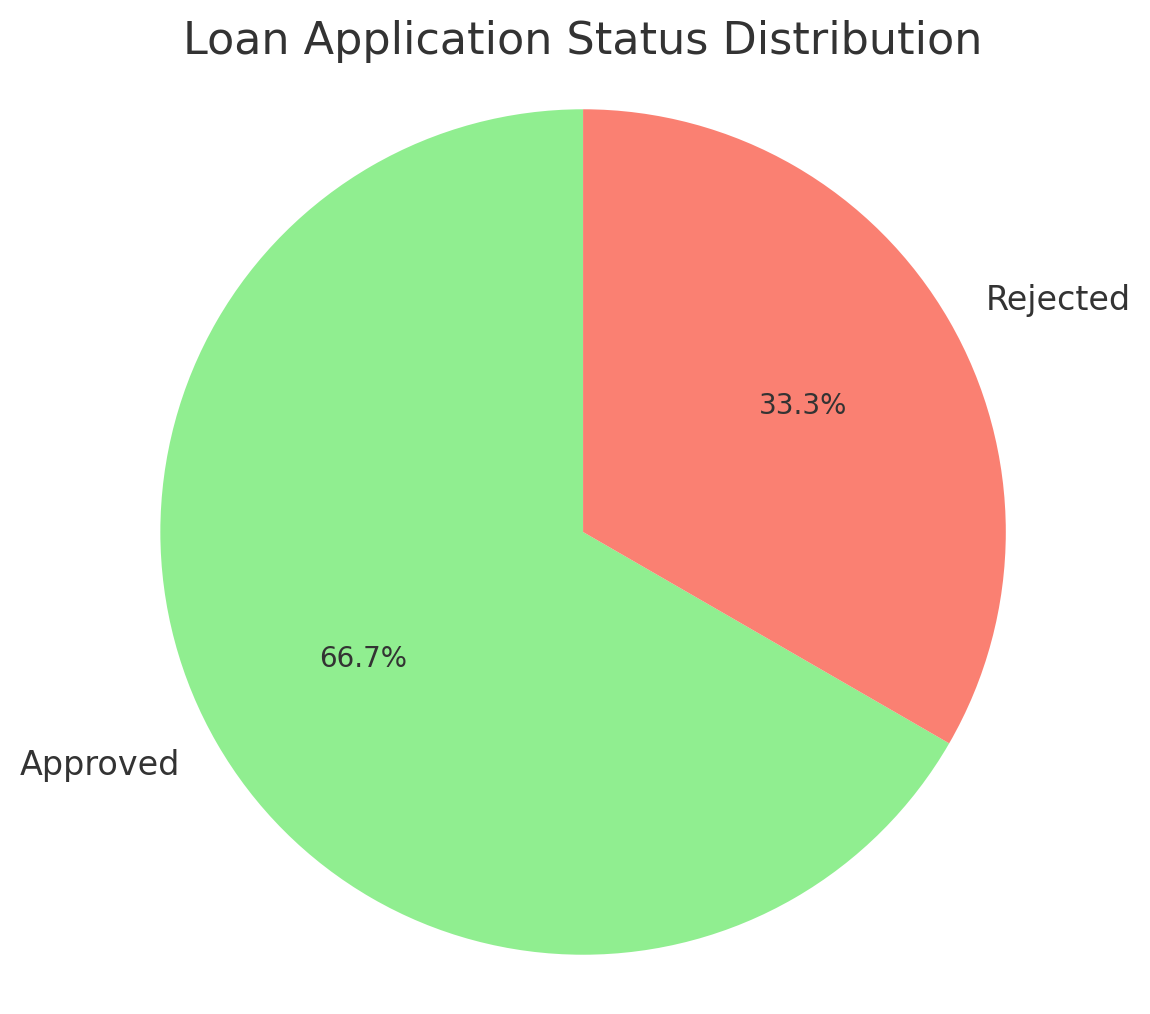 Loan Application Status Distribution
Rejected
33.3%
66.7%
Approved